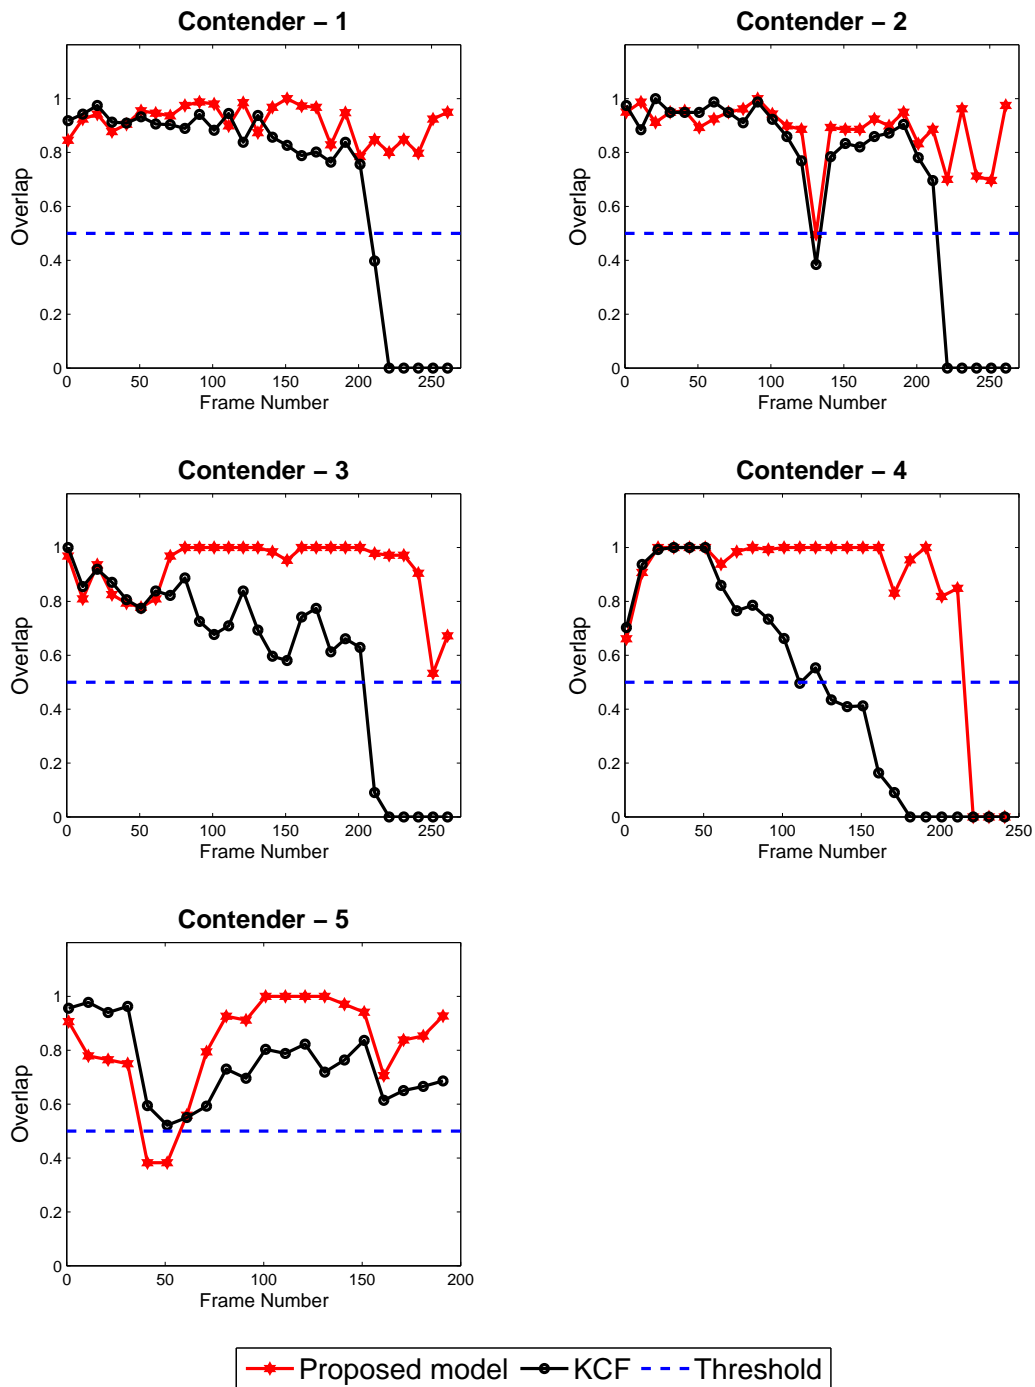 Contender – 1
1
0.8
0.6
0.4
0.2
0
Overlap
0 50 100 150 200 250
Frame Number
Contender – 2
1
0.8
0.6
0.4
0.2
0
Overlap
0 50 100 150 200 250
Frame Number
Contender – 3
1
0.8
0.6
0.4
0.2
0
Overlap
0 50 100 150 200 250
Frame Number
Contender – 4
1
0.8
0.6
0.4
0.2
0
Overlap
0 50 100 150 200 250
Frame Number
Contender – 5
1
0.8
0.6
0.4
0.2
0
Overlap
0 50 100 150 200
Frame Number
Proposed model KCF Threshold